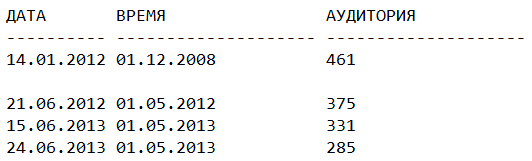 ДАТА ВРЕМЯ АУДИТОРИЯ
---------- -------------------- --------------------
14.01.2012 01.12.2008 461
21.06.2012 01.05.2012 375
15.06.2013 01.05.2013 331
24.06.2013 01.05.2013 285